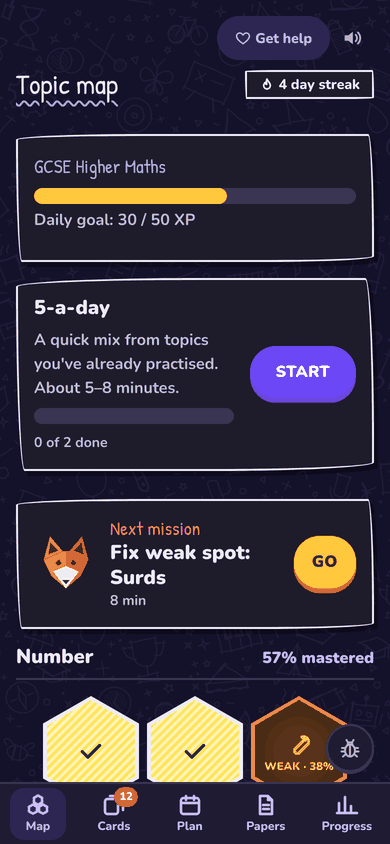 Get help
Topic map
4 day streak
GCSE Higher Maths
Daily goal: 30 / 50 XP
5-a-day
A quick mix from topics
you've already practised.
About 5–8 minutes.
START
0 of 2 done
Next mission
Fix weak spot:
Surds
8 min
GO
Number
57% mastered
WEAK · 38%
12
Map
Cards
Plan
Papers
Progress